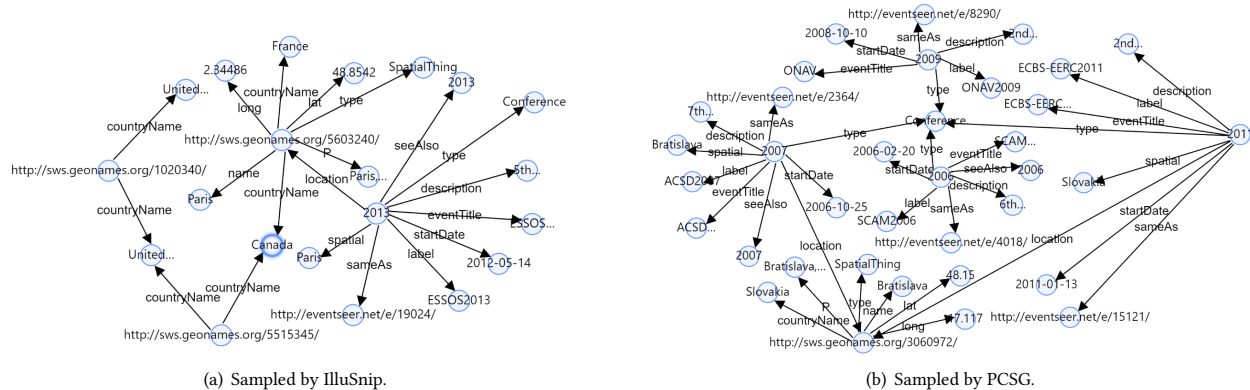 France
2.34486
48.8542
SpatialThing
2013
United...
countryName
long
lat
type
Conference
countryName
http://sws.geonames.org/5603240/
seeAlso
type
P
http://sws.geonames.org/1020340/
name
location
description
5th...
Paris
countryName
Paris,...
2013
eventTitle
ESSOS...
countryName
Canada
spatial
startDate
United...
Paris
label
2012-05-14
sameAs
countryName
countryName
ESSOS2013
http://eventseer.net/e/19024/
http://sws.geonames.org/5515345/
(a) Sampled by IlluSnip.
http://eventseer.net/e/8290/
2008-10-10
sameAs
description
2nd...
startDate
2009
2nd...
ONAV
eventTitle
label
ECBS-EERC2011
http://eventseer.net/e/2364/
type
ONAV2009
description
7th...
sameAs
ECBS-EERC...
label
description
Conference
eventTitle
Bratislava
type
type
spatial
2007
2006-02-20
type
eventTitle
SCAM...
label
startDate
seeAlso
2006
spatial
ACSD2007
startDate
2006
Slovakia
eventTitle
description
seeAlso
2006-10-25
label
6th...
startDate
ACSD...
SCAM2006
sameAs
sameAs
location
http://eventseer.net/e/4018/
location
2007
Bratislava,...
SpatialThing
48.15
Slovakia
Bratislava
2011-01-13
P
type
name
lat
countryName
long
17.117
http://eventseer.net/e/15121/
http://sws.geonames.org/3060972/
(b) Sampled by PCSG.